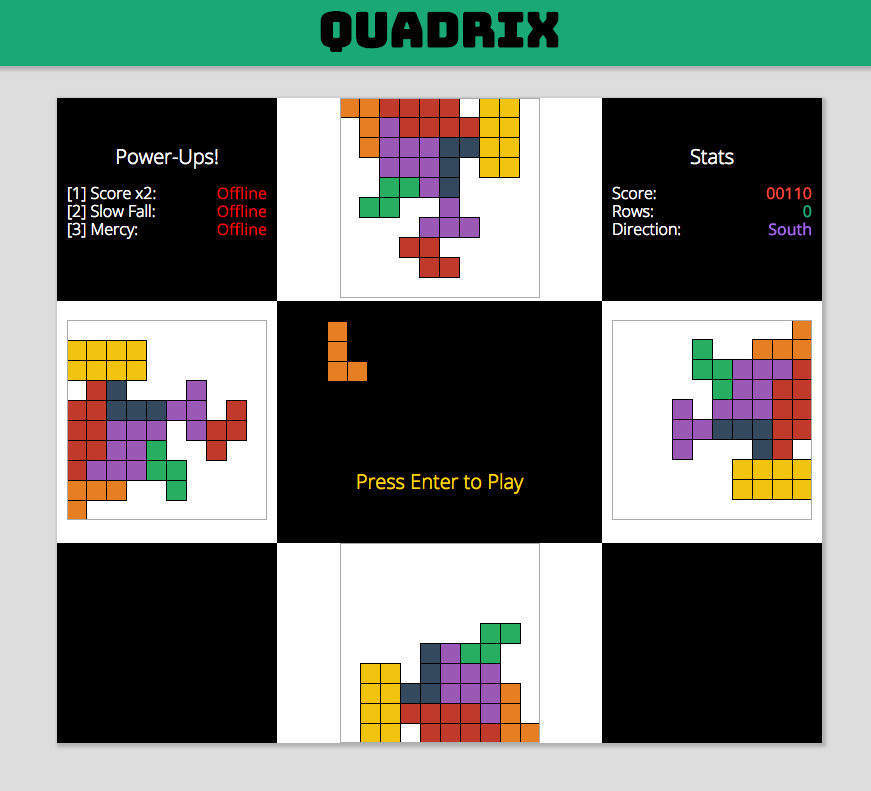 QUADRIX
Power-Ups!
[1] Score x2: Offline
[2] Slow Fall: Offline
[3] Mercy: Offline
Stats
Score: 00110
Rows: 0
Direction: South
Press Enter to Play